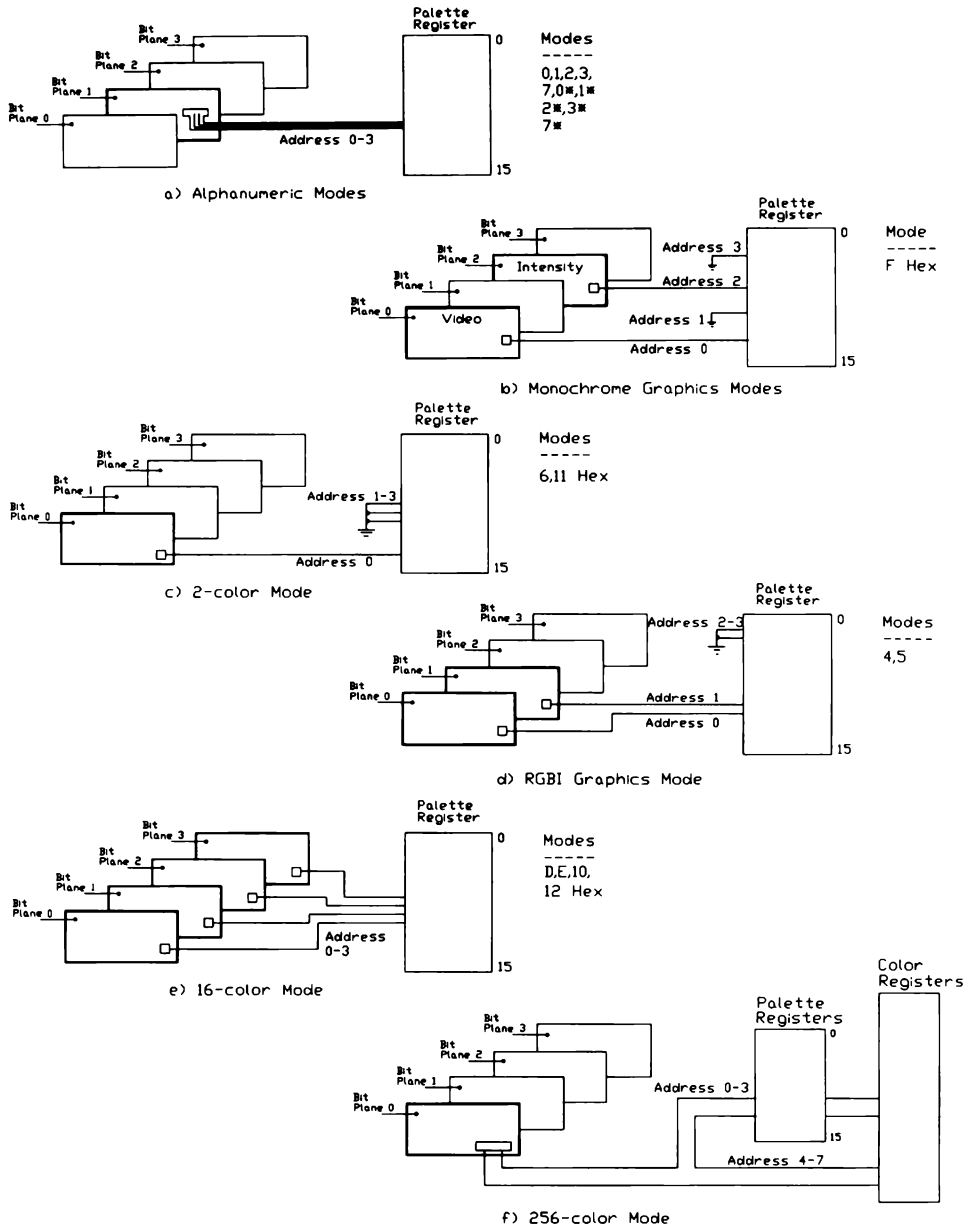 Palette
Register
Bit
Plane 3
Bit
Plane 2
Bit
Plane 1
Bit
Plane 0
0
15
Address 0-3
Modes
-----
0,1,2,3,
7,0*,1*
2*,3*
7*
a) Alphanumeric Modes
Palette
Register
Bit
Plane 3
Bit
Plane 2
Bit
Plane 1
Bit
Plane 0
Intensity
Video
Address 3
Address 2
Address 1
Address 0
0
15
Mode
-----
F Hex
b) Monochrome Graphics Modes
Palette
Register
Bit
Plane 3
Bit
Plane 2
Bit
Plane 1
Bit
Plane 0
Address 1-3
Address 0
0
15
Modes
-----
6,11 Hex
c) 2-color Mode
Palette
Register
Bit
Plane 3
Bit
Plane 2
Bit
Plane 1
Bit
Plane 0
Address 2-3
Address 1
Address 0
0
15
Modes
-----
4,5
d) RGBI Graphics Mode
Palette
Register
Bit
Plane 3
Bit
Plane 2
Bit
Plane 1
Bit
Plane 0
Address
0-3
0
15
Modes
-----
D,E,10,
12 Hex
e) 16-color Mode
Color
Registers
Palette
Registers
Bit
Plane 3
Bit
Plane 2
Bit
Plane 1
Bit
Plane 0
Address 0-3
0
15
Address 4-7
f) 256-color Mode